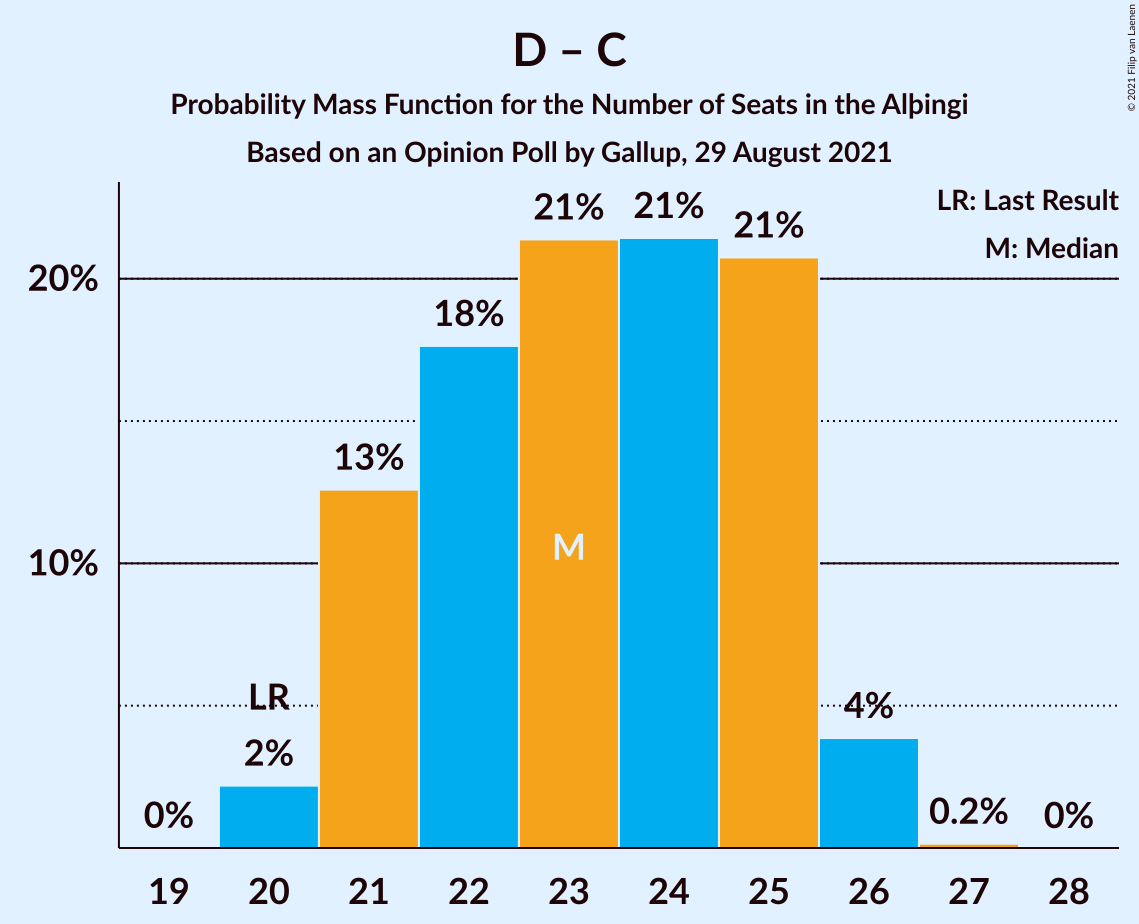 D – C
Probability Mass Function for the Number of Seats in the Alþingi
Based on an Opinion Poll by Gallup, 29 August 2021
© 2021 Filip van Laenen
LR: Last Result
M: Median
20%
10%
0%
LR
2%
13%
18%
21%
M
21%
21%
4%
0.2%
0%
19 20 21 22 23 24 25 26 27 28